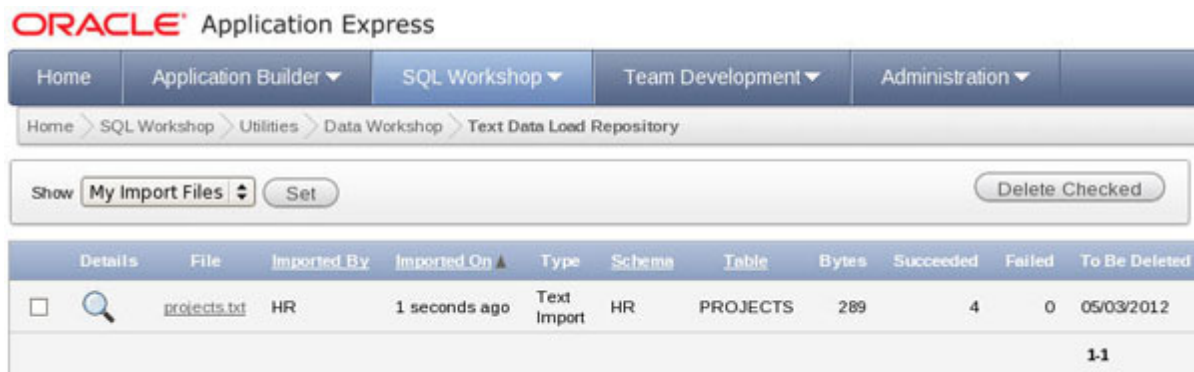 ORACLE Application Express
Home Application Builder SQL Workshop Team Development Administration
Home SQL Workshop Utilities Data Workshop Text Data Load Repository
Show My Import Files Set Delete Checked
Details File Imported By Imported On Type Schema Table Bytes Succeeded Failed To Be Deleted
projects.txt HR 1 seconds ago Text Import HR PROJECTS 289 4 0 05/03/2012
1-1